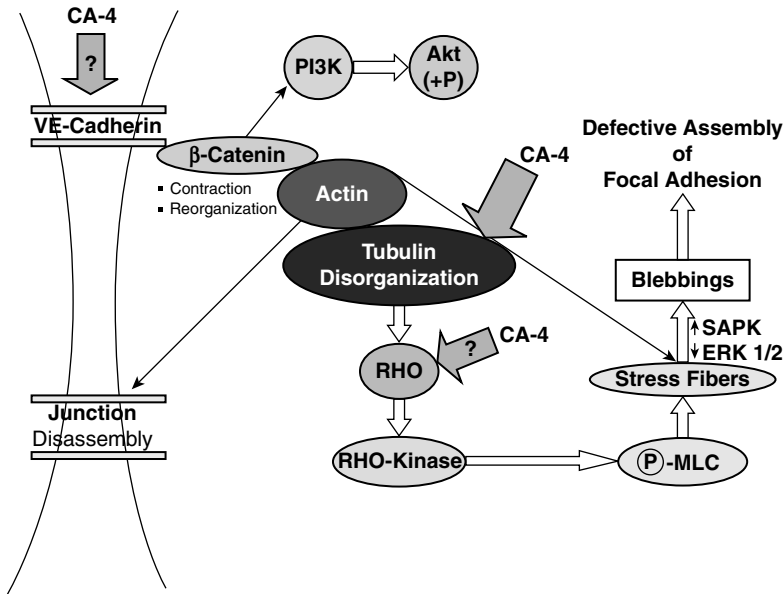 CA-4
?
VE-Cadherin
β-Catenin
PI3K
Akt
(+P)
▪ Contraction
▪ Reorganization
Actin
CA-4
Tubulin
Disorganization
Defective Assembly
of
Focal Adhesion
Blebbings
SAPK
ERK 1/2
Stress Fibers
RHO
?
CA-4
Junction
Disassembly
RHO-Kinase
P-MLC